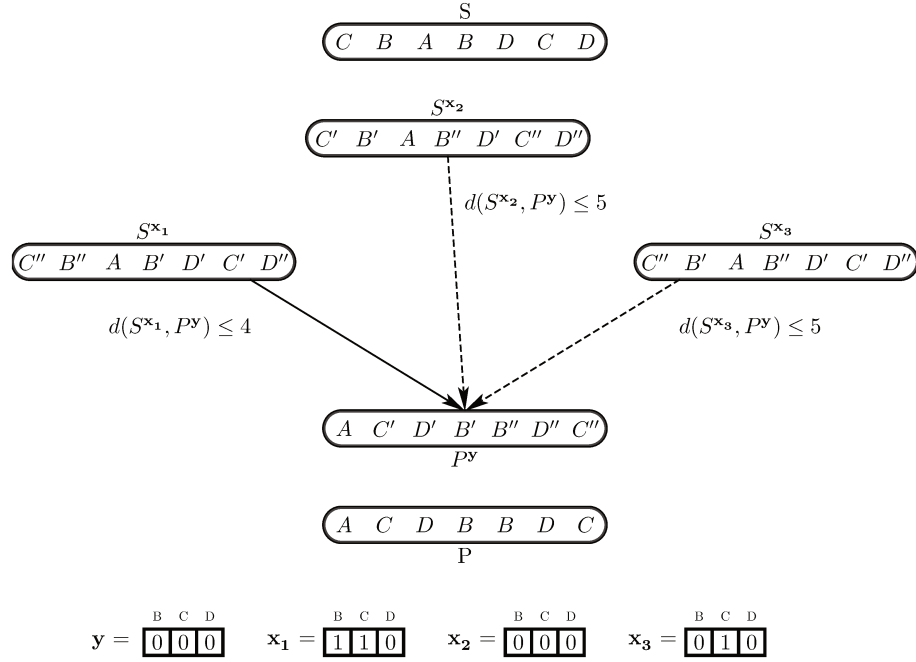 S
C B A B D C D
S^x₂
C′ B′ A B″ D′ C″ D″
d(S^x₂, P^y) ≤ 5
S^x₁
C″ B″ A B′ D′ C′ D″
S^x₃
C″ B′ A B″ D′ C′ D″
d(S^x₁, P^y) ≤ 4
d(S^x₃, P^y) ≤ 5
A C′ D′ B′ B″ D″ C″
P^y
A C D B B D C
P
B C D B C D B C D B C D
y = 0 0 0 x₁ = 1 1 0 x₂ = 0 0 0 x₃ = 0 1 0